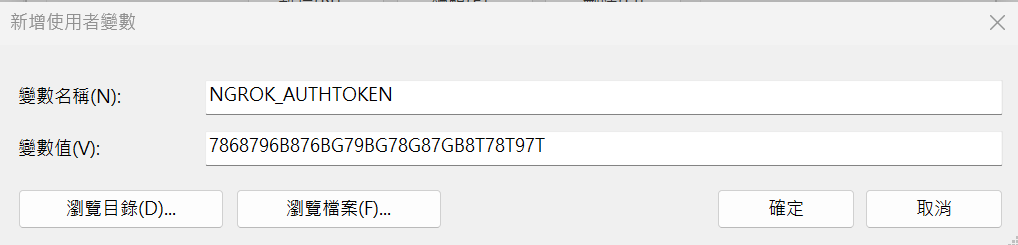 新增使用者變數
變數名稱(N):
NGROK_AUTHTOKEN
變數值(V):
7868796B876BG79BG78G87GB8T78T97T
瀏覽目錄(D)...
瀏覽檔案(F)...
確定
取消